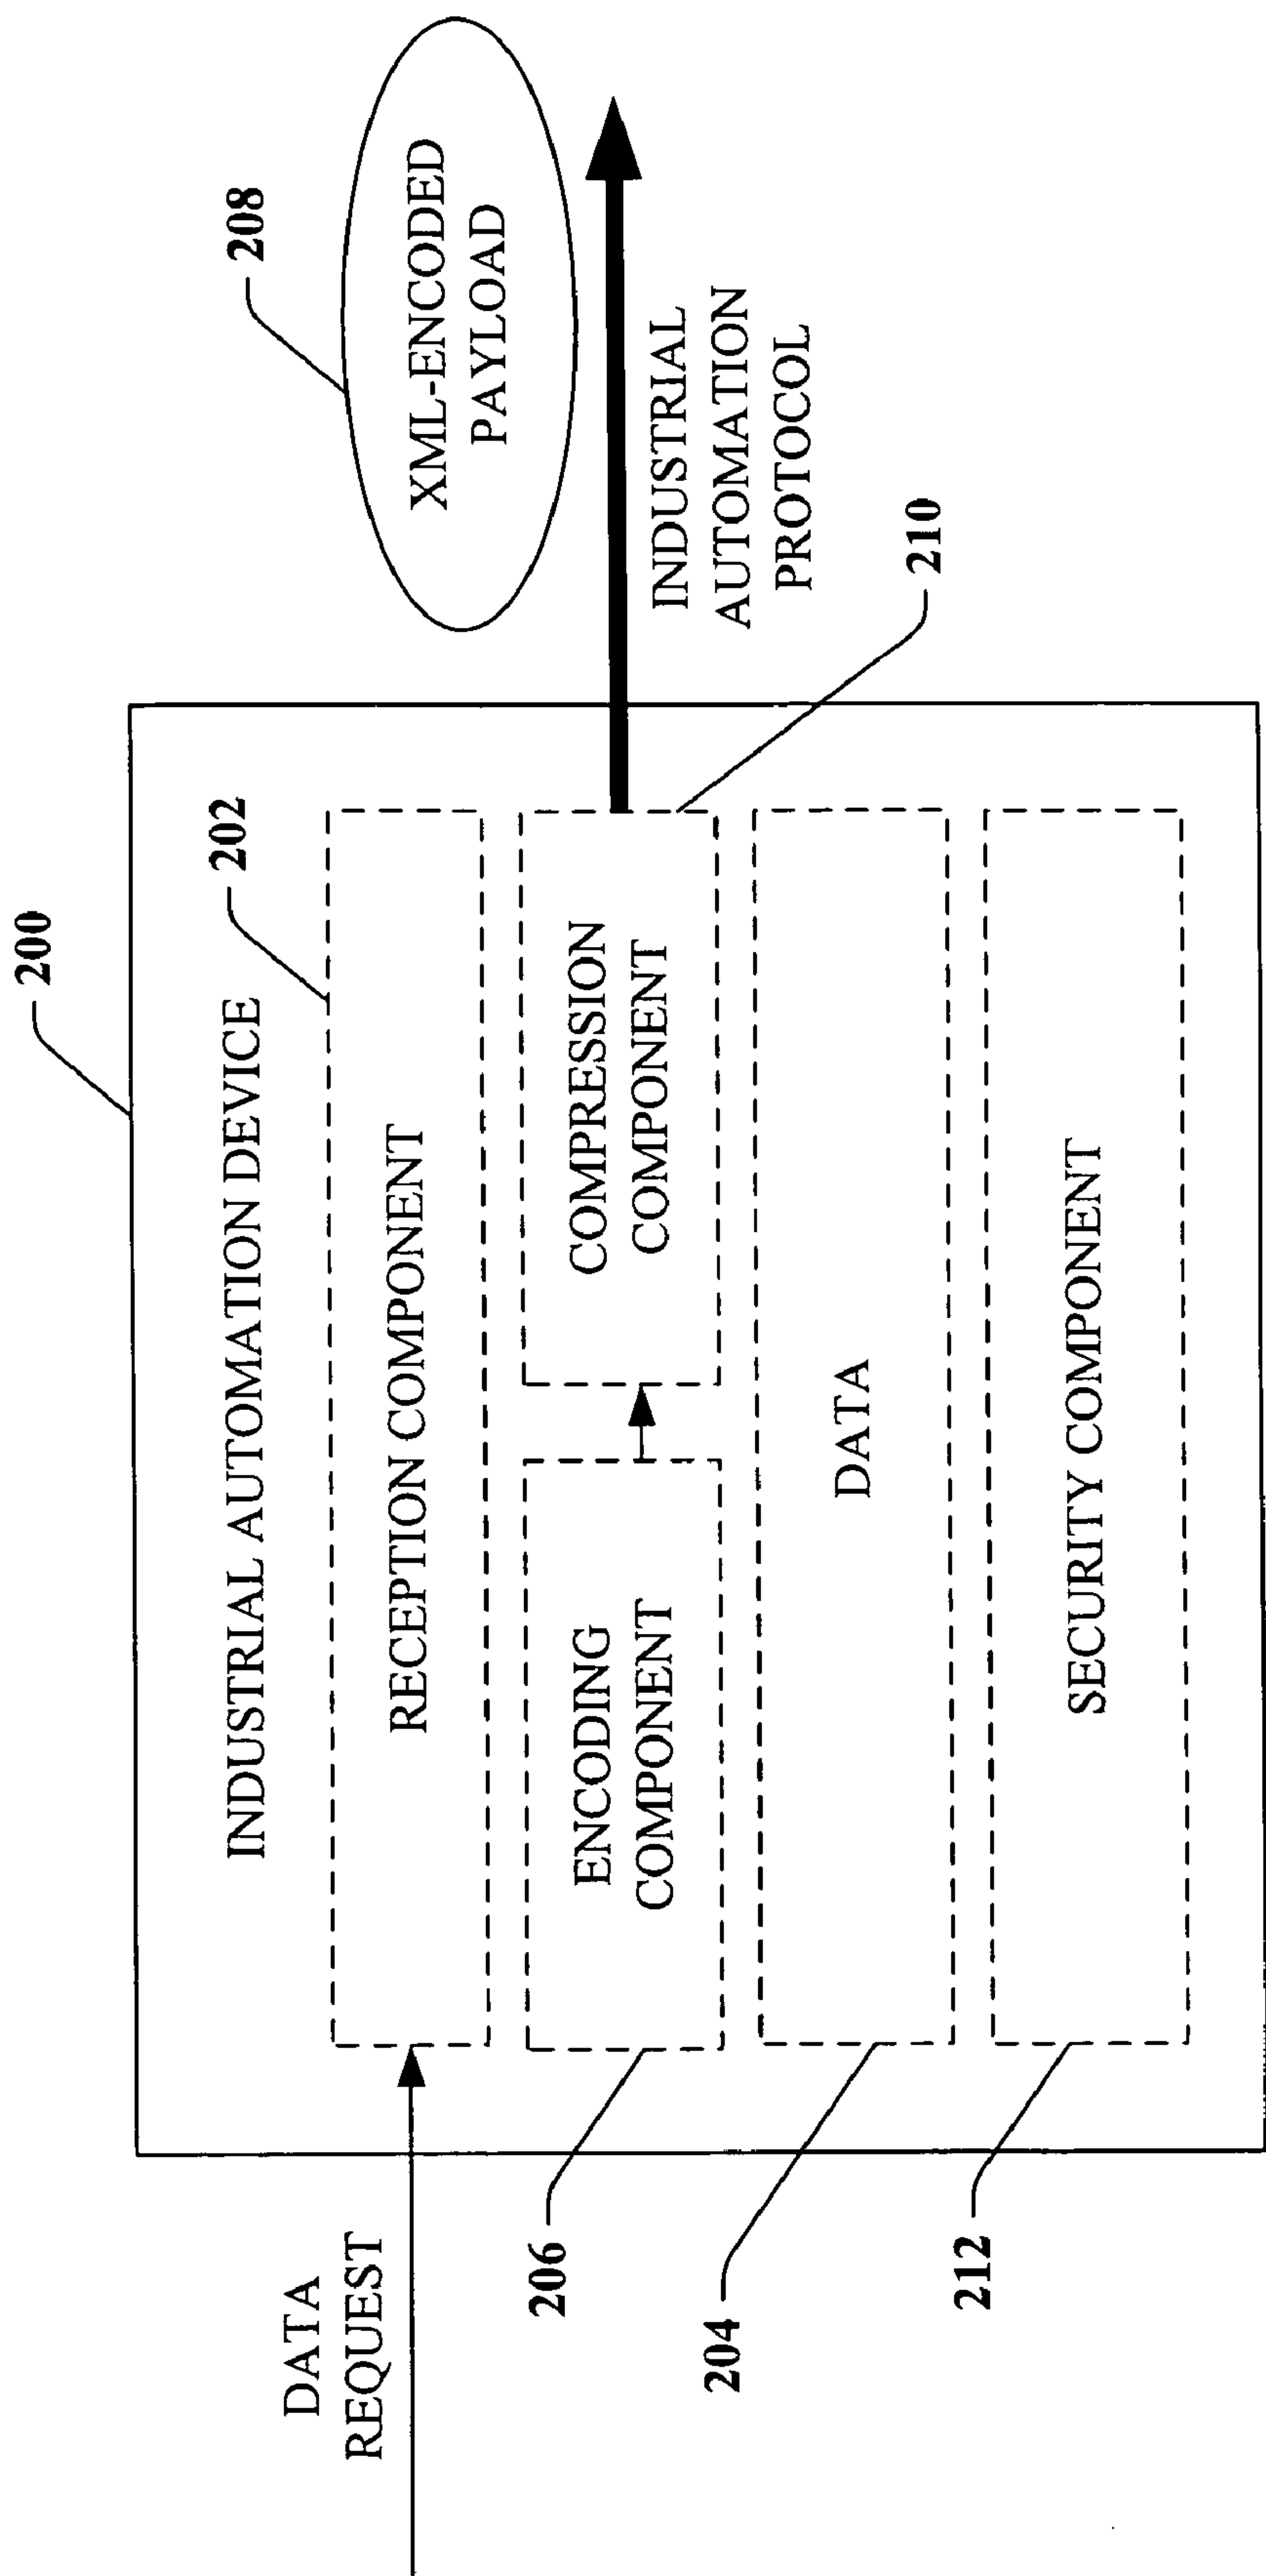 200
INDUSTRIAL AUTOMATION DEVICE
202
208
DATA
REQUEST
RECEPTION COMPONENT
XML-ENCODED
PAYLOAD
206
ENCODING
COMPONENT
COMPRESSION
COMPONENT
INDUSTRIAL
AUTOMATION
PROTOCOL
210
204
DATA
212
SECURITY COMPONENT